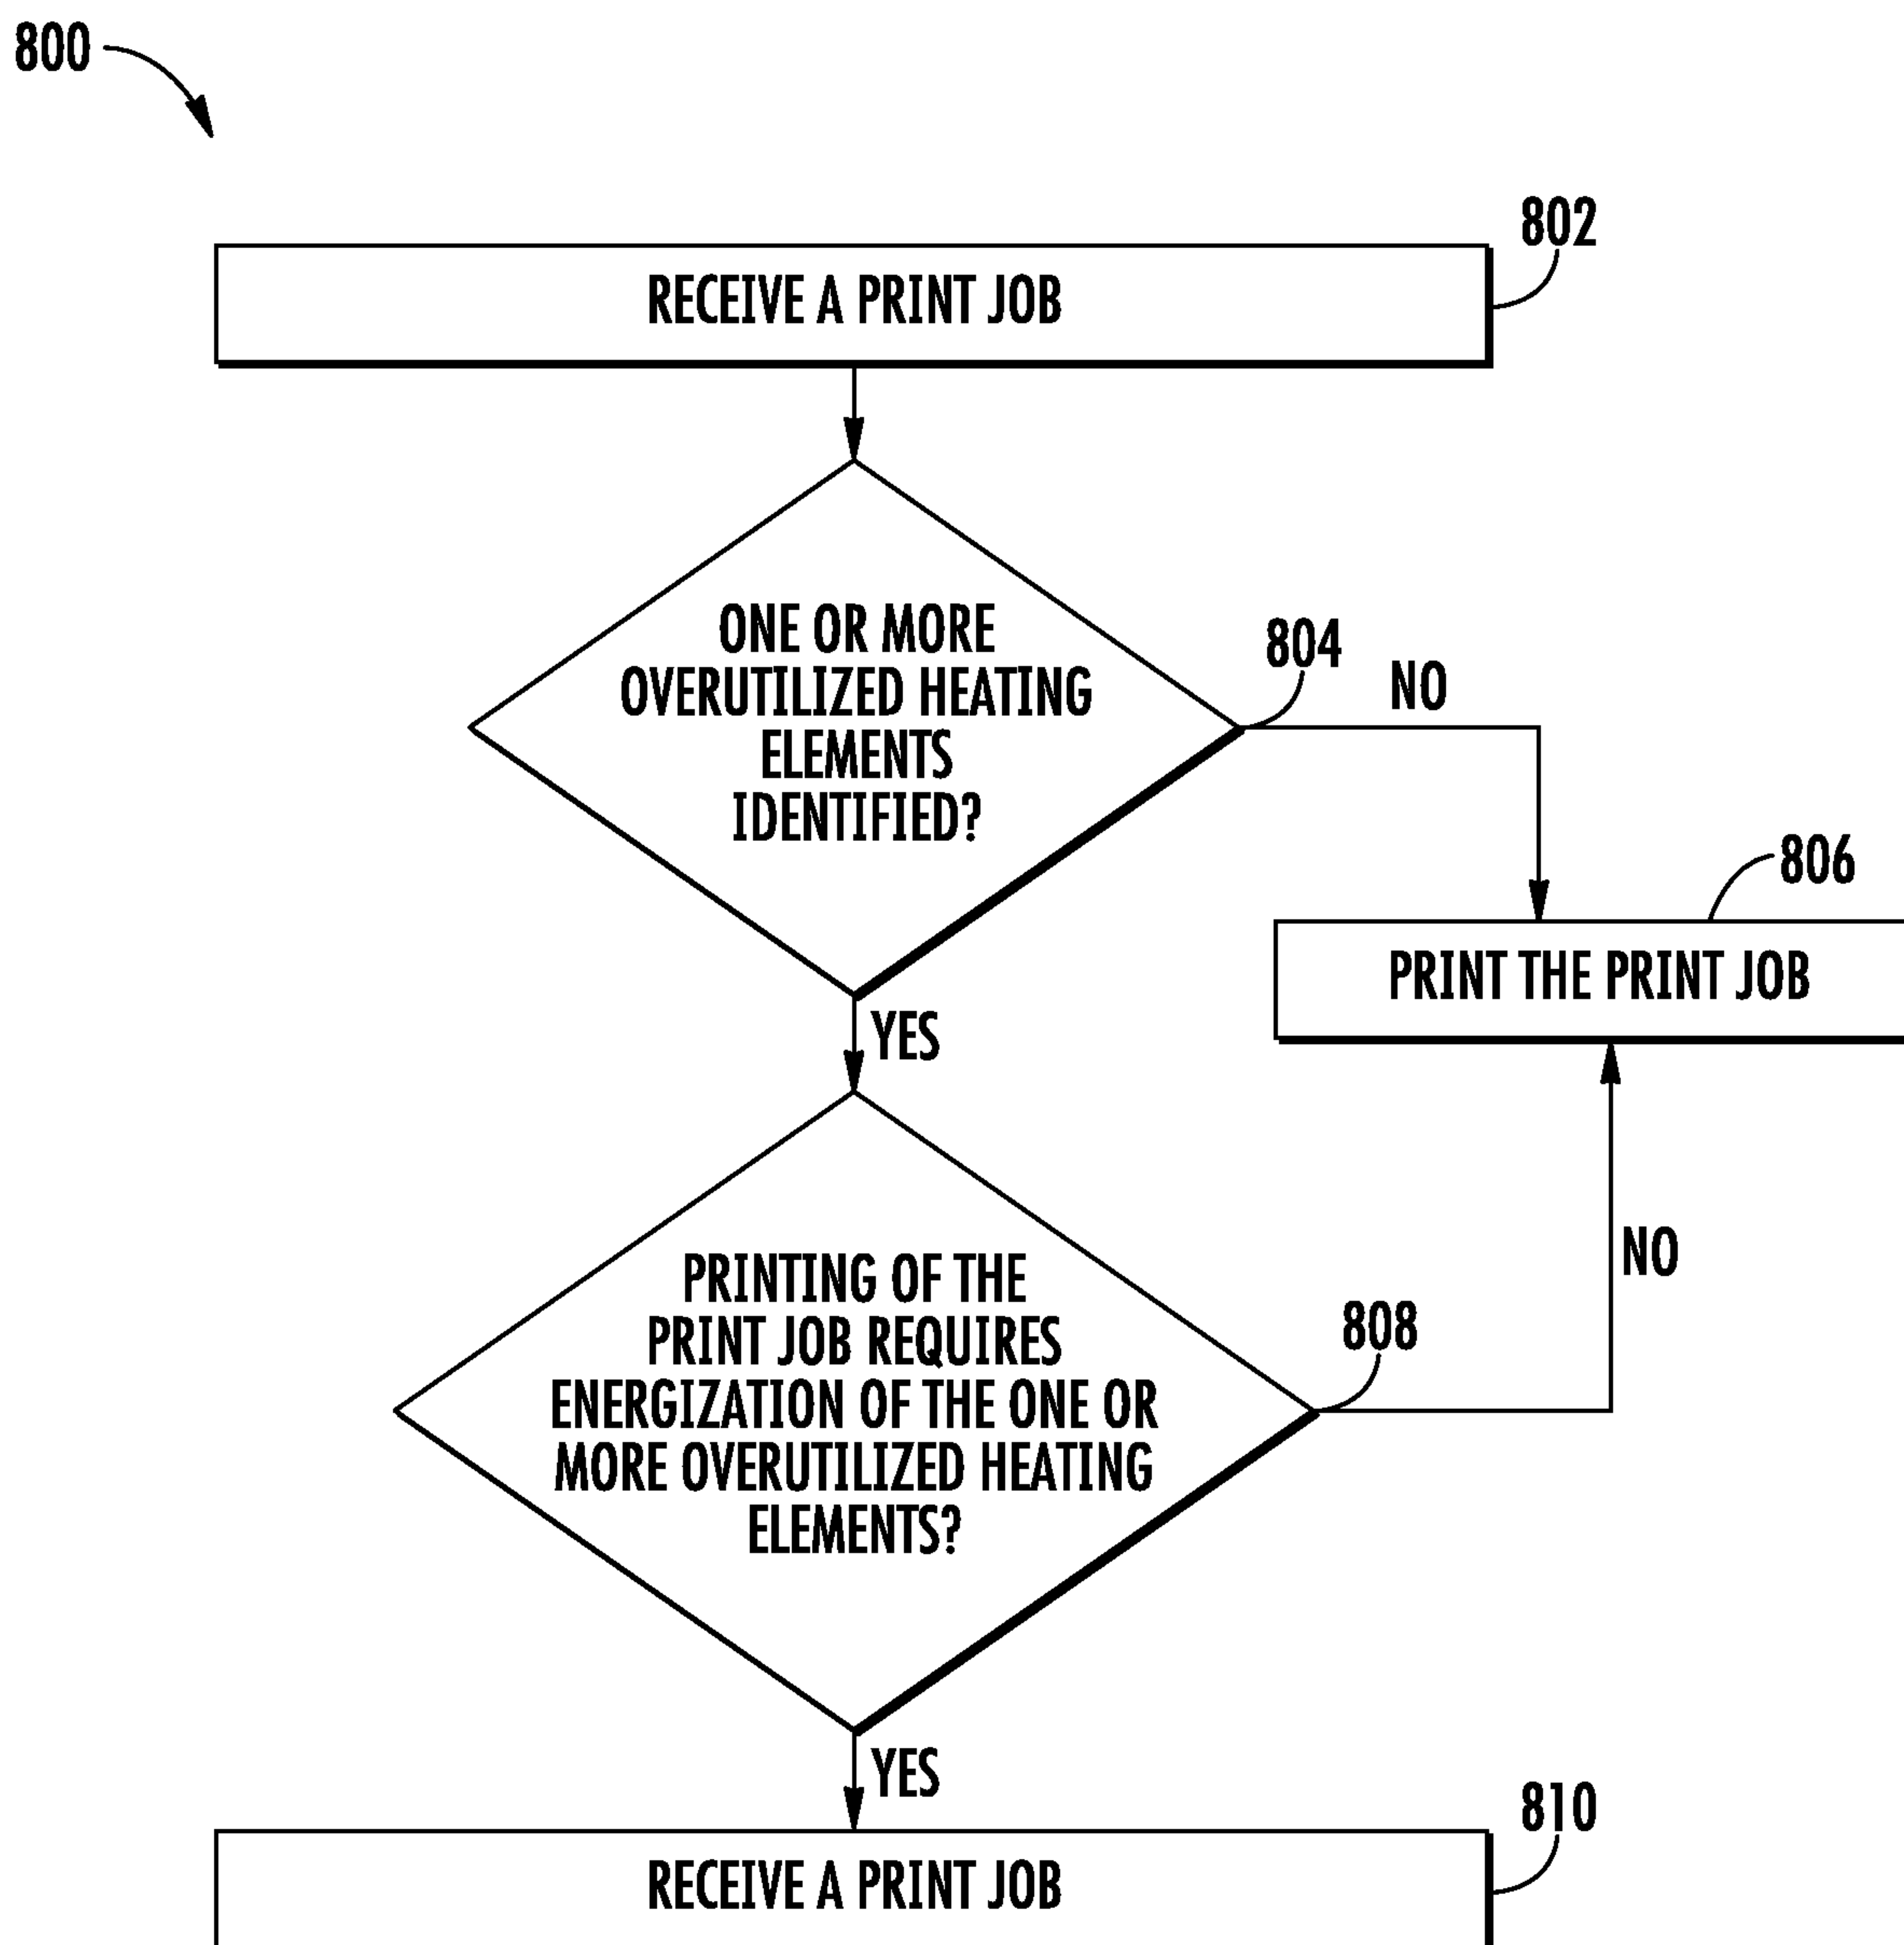 800
802
RECEIVE A PRINT JOB
ONE OR MORE
OVERUTILIZED HEATING
ELEMENTS
IDENTIFIED?
804
NO
806
PRINT THE PRINT JOB
YES
PRINTING OF THE
PRINT JOB REQUIRES
ENERGIZATION OF THE ONE OR
MORE OVERUTILIZED HEATING
ELEMENTS?
808
NO
YES
810
RECEIVE A PRINT JOB